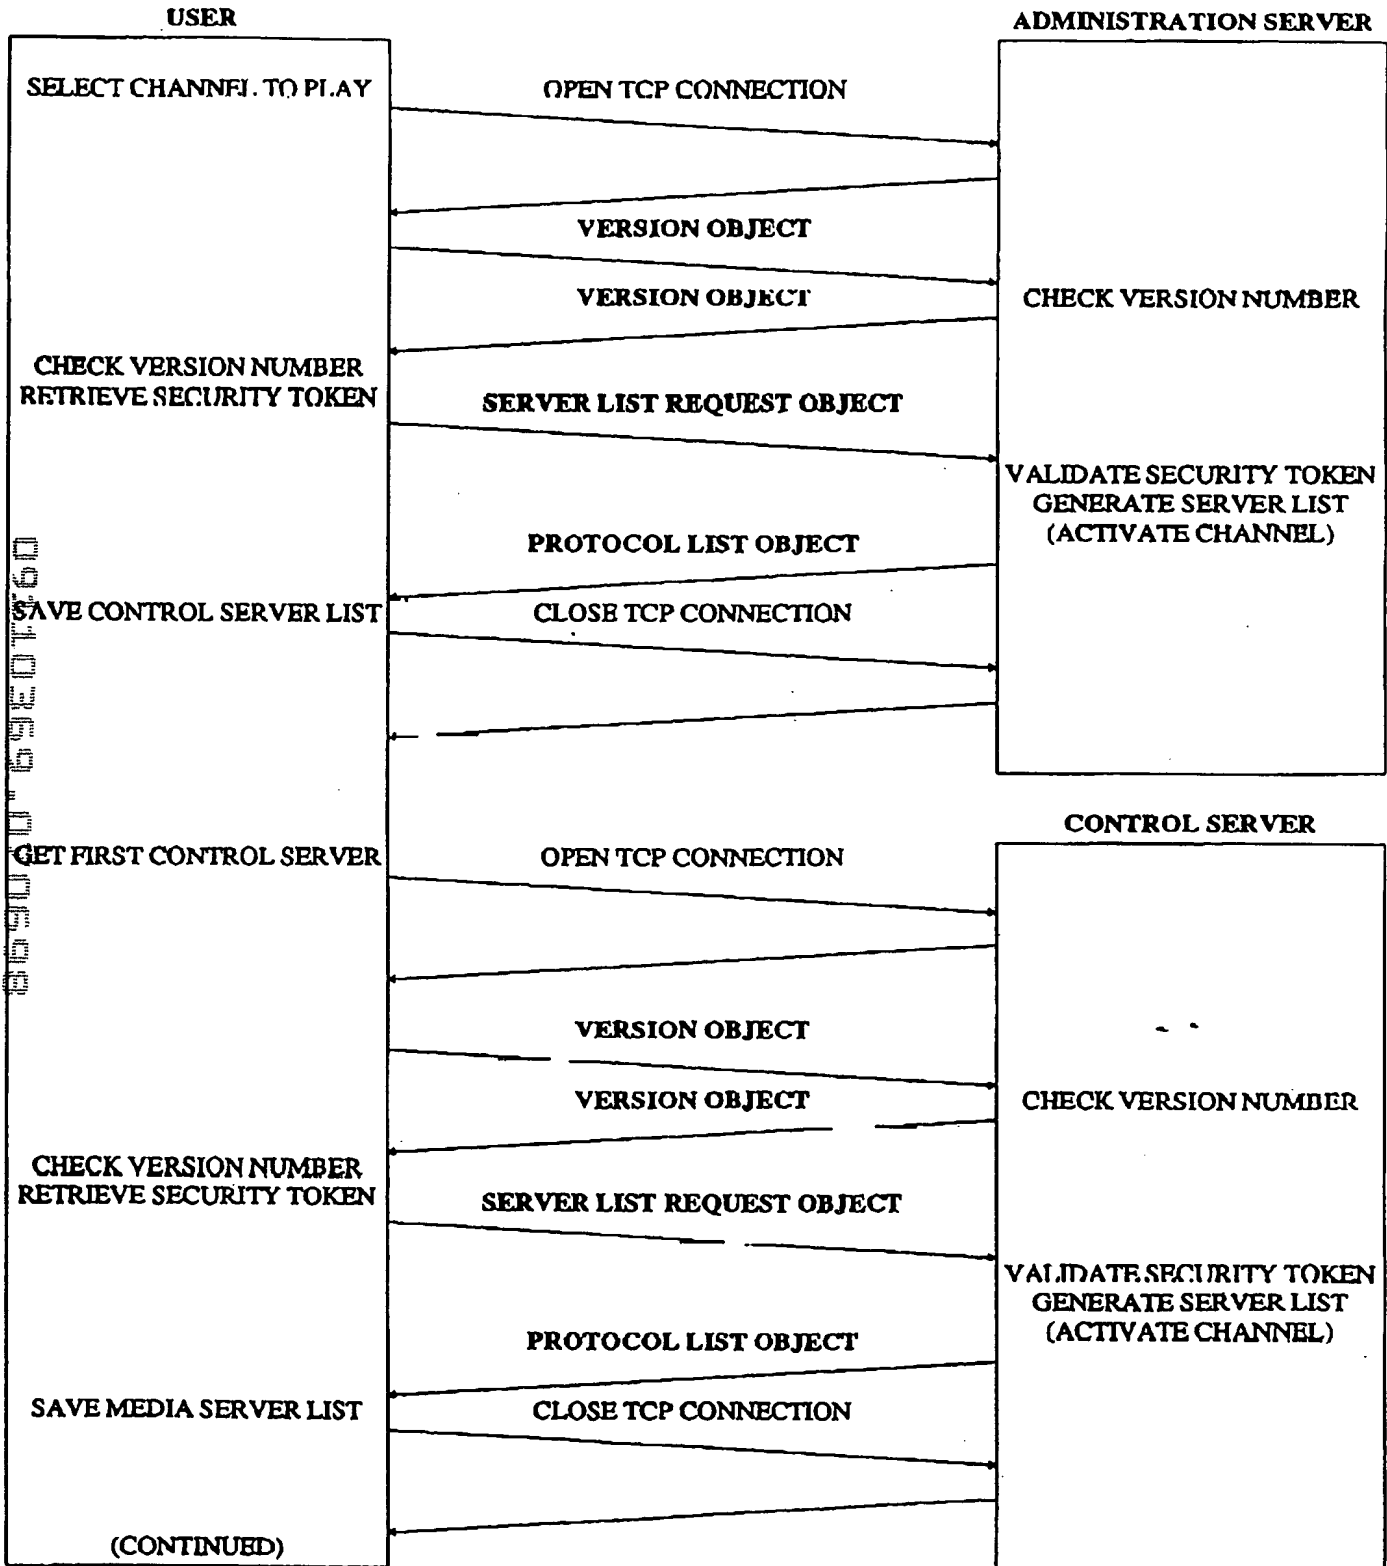 USER
ADMINISTRATION SERVER
SELECT CHANNEL TO PLAY
OPEN TCP CONNECTION
VERSION OBJECT
VERSION OBJECT
CHECK VERSION NUMBER
CHECK VERSION NUMBER
RETRIEVE SECURITY TOKEN
SERVER LIST REQUEST OBJECT
VALIDATE SECURITY TOKEN
GENERATE SERVER LIST
(ACTIVATE CHANNEL)
PROTOCOL LIST OBJECT
SAVE CONTROL SERVER LIST
CLOSE TCP CONNECTION
CONTROL SERVER
GET FIRST CONTROL SERVER
OPEN TCP CONNECTION
VERSION OBJECT
VERSION OBJECT
CHECK VERSION NUMBER
CHECK VERSION NUMBER
RETRIEVE SECURITY TOKEN
SERVER LIST REQUEST OBJECT
VALIDATE SECURITY TOKEN
GENERATE SERVER LIST
(ACTIVATE CHANNEL)
PROTOCOL LIST OBJECT
SAVE MEDIA SERVER LIST
CLOSE TCP CONNECTION
(CONTINUED)